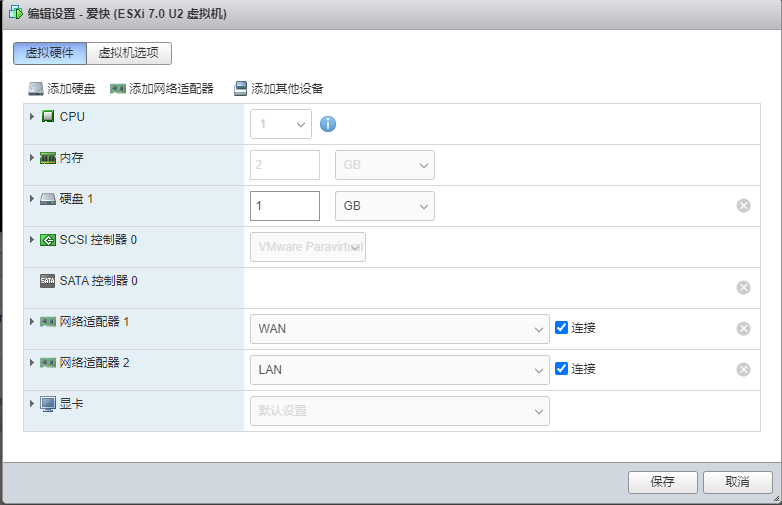 编辑设置 - 爱快 (ESXi 7.0 U2 虚拟机)
虚拟硬件 虚拟机选项
添加硬盘 添加网络适配器 添加其他设备
CPU 1
内存 2 GB
硬盘 1 1 GB
SCSI 控制器 0 VMware Paravirtual
SATA 控制器 0
网络适配器 1 WAN 连接
网络适配器 2 LAN 连接
显卡 默认设置
保存 取消